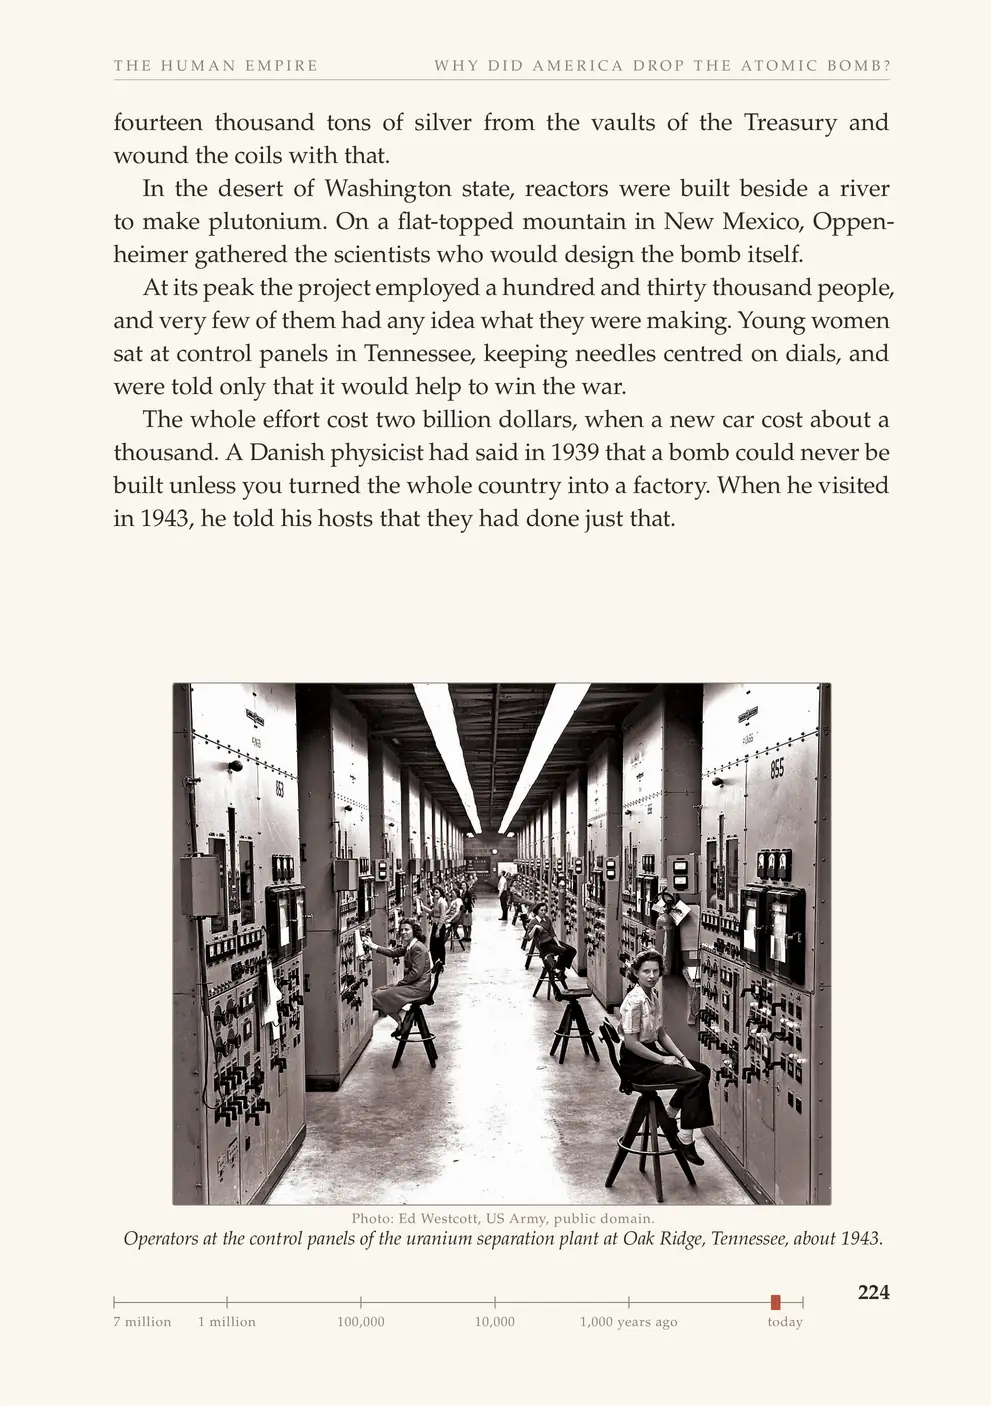 THE HUMAN EMPIRE
WHY DID AMERICA DROP THE ATOMIC BOMB?
fourteen thousand tons of silver from the vaults of the Treasury and
wound the coils with that.
In the desert of Washington state, reactors were built beside a river
to make plutonium. On a flat-topped mountain in New Mexico, Oppen-
heimer gathered the scientists who would design the bomb itself.
At its peak the project employed a hundred and thirty thousand people,
and very few of them had any idea what they were making. Young women
sat at control panels in Tennessee, keeping needles centred on dials, and
were told only that it would help to win the war.
The whole effort cost two billion dollars, when a new car cost about a
thousand. A Danish physicist had said in 1939 that a bomb could never be
built unless you turned the whole country into a factory. When he visited
in 1943, he told his hosts that they had done just that.
853
855
Photo: Ed Westcott, US Army, public domain.
Operators at the control panels of the uranium separation plant at Oak Ridge, Tennessee, about 1943.
224
7 million
1 million
100,000
10,000
1,000 years ago
today